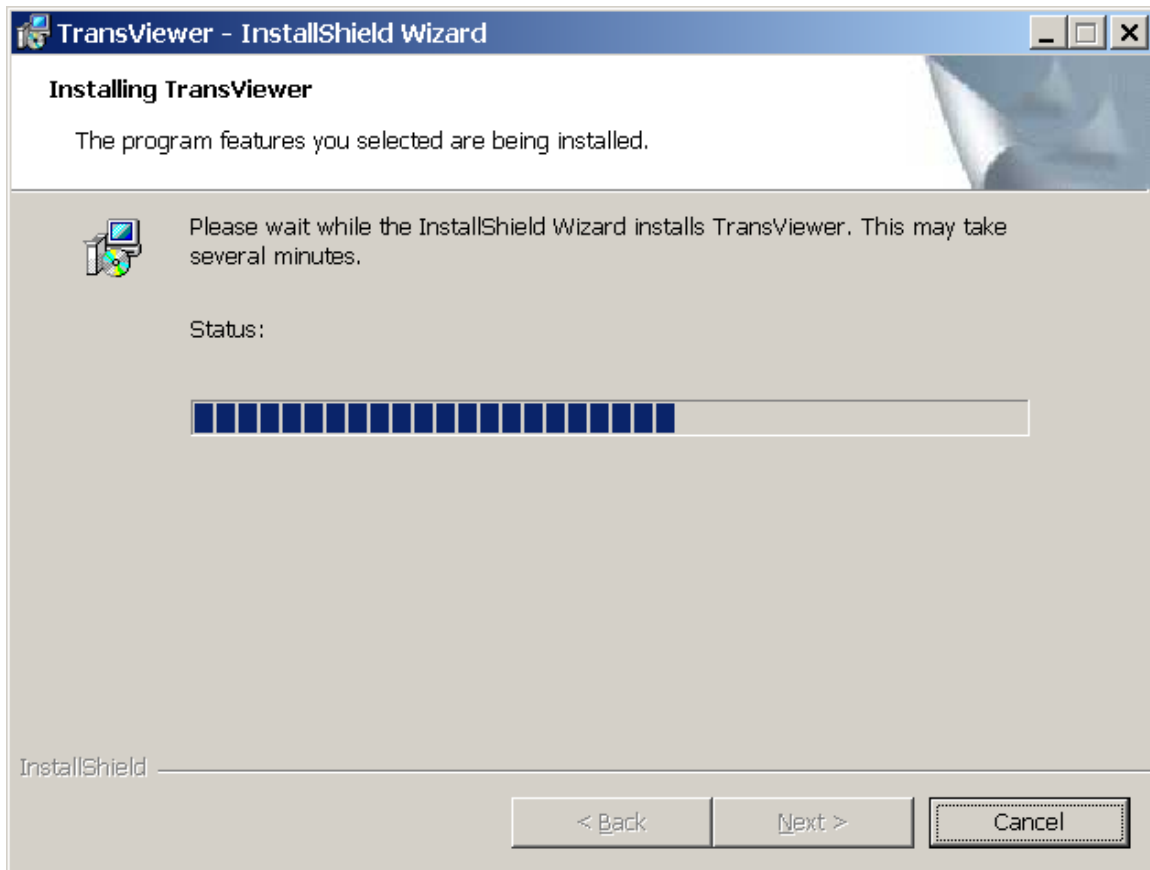 TransViewer - InstallShield Wizard
Installing TransViewer
The program features you selected are being installed.
Please wait while the InstallShield Wizard installs TransViewer. This may take
several minutes.
Status:
InstallShield
< Back Next > Cancel